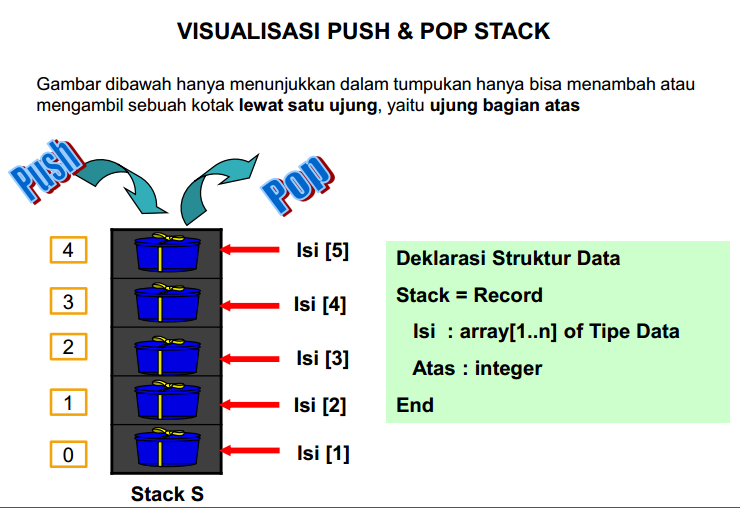 VISUALISASI PUSH & POP STACK
Gambar dibawah hanya menunjukkan dalam tumpukan hanya bisa menambah atau
mengambil sebuah kotak lewat satu ujung, yaitu ujung bagian atas
Push
Pop
4
Isi [5]
3
Isi [4]
2
Isi [3]
1
Isi [2]
0
Isi [1]
Stack S
Deklarasi Struktur Data
Stack = Record
Isi : array[1..n] of Tipe Data
Atas : integer
End